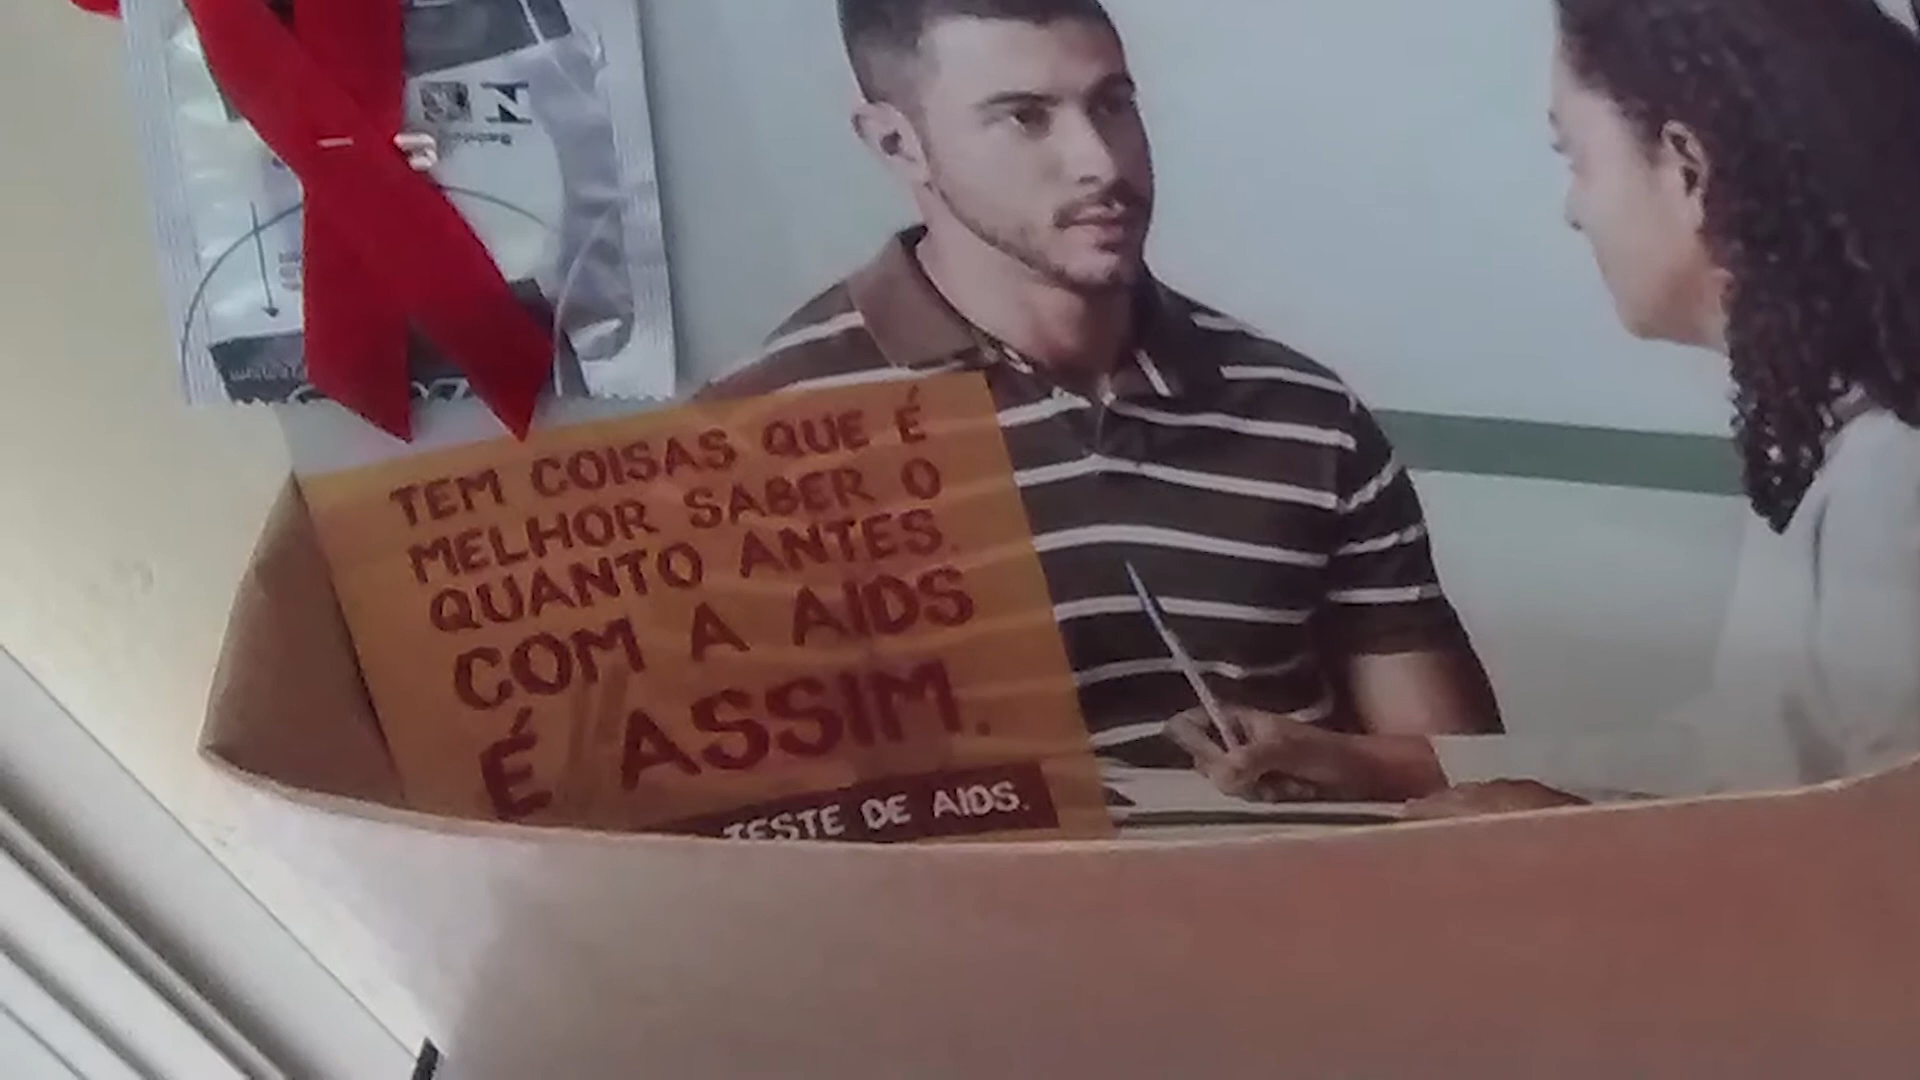 TEM COISAS QUE É
MELHOR SABER O
QUANTO ANTES.
COM A AIDS
É ASSIM.
TESTE DE AIDS.